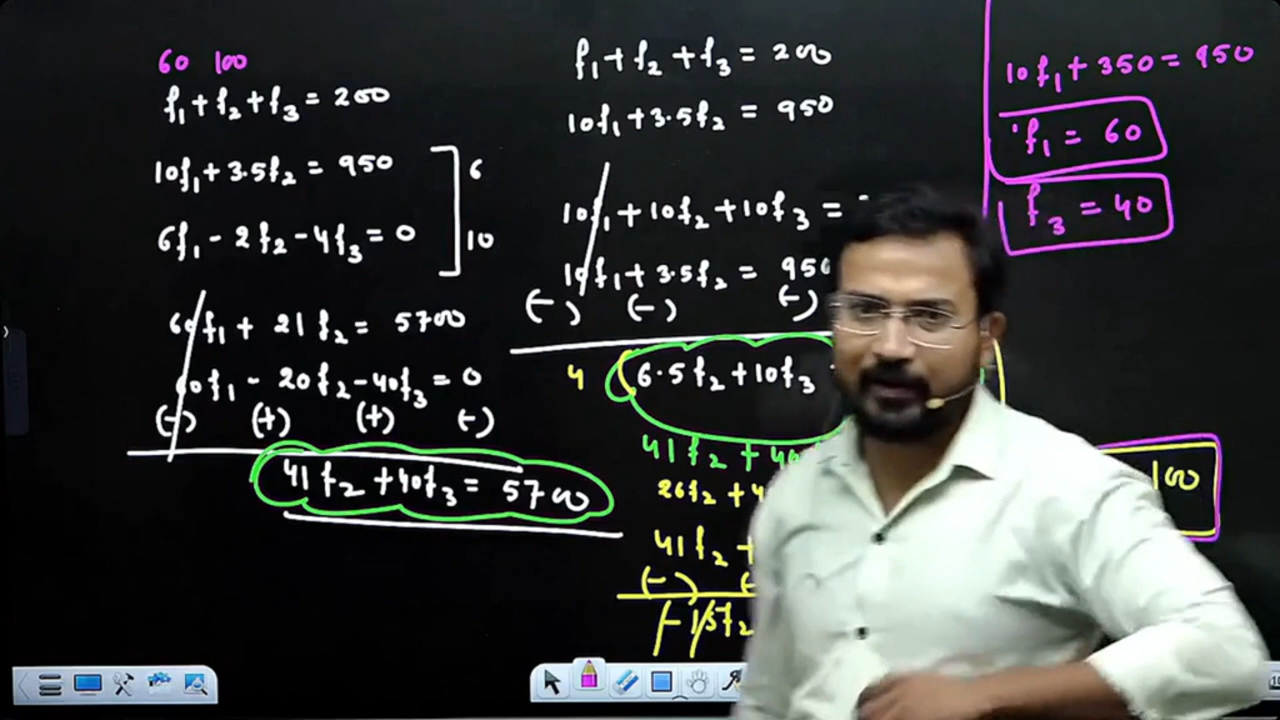 60 100
f₁+f₂+f₃=200
10f₁+3.5f₂=950
6
6f₁-2f₂-4f₃=0
10
60f₁+21f₂=5700
60f₁-20f₂-40f₃=0
(-) (+) (+) (-)
41f₂+40f₃=5700
f₁+f₂+f₃=200
10f₁+3.5f₂=950
10f₁+10f₂+10f₃=
10f₁+3.5f₂=950
(-) (-) (-)
4 (6.5f₂+10f₃
41f₂+40
26f₂+4
41f₂+
(-) (-
-15f₂
10f₁+350=950
f₁=60
f₃=40
100